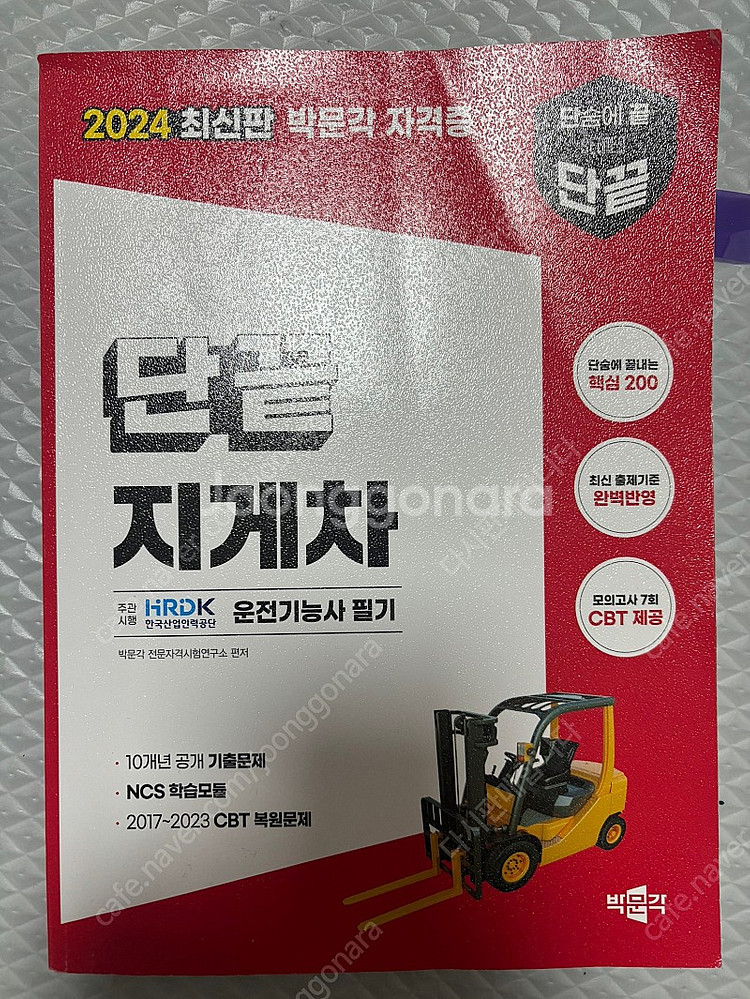 2024 최신판 박문각 자격증
단숨에 끝
단끝
단끝
지게차
주관
시행
HRDK
한국산업인력공단
운전기능사 필기
박문각 전문자격시험연구소 편저
단숨에 끝내는
핵심 200
최신 출제기준
완벽반영
모의고사 7회
CBT 제공
· 10개년 공개 기출문제
· NCS 학습모듈
· 2017~2023 CBT 복원문제
박문각
Joonggonara
cafe.naver.com/joonggonara